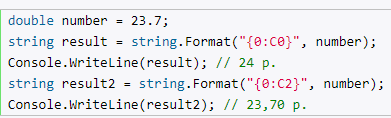 double number = 23.7;
string result = string.Format("{0:C0}", number);
Console.WriteLine(result); // 24 р.
string result2 = string.Format("{0:C2}", number);
Console.WriteLine(result2); // 23,70 р.